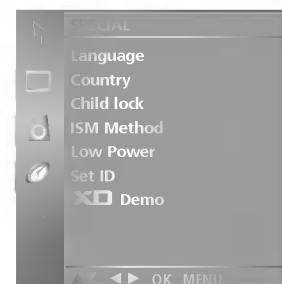 SPECIAL
Language
Country
Child lock
ISM Method
Low Power
Set ID
XD Demo
OK MENU